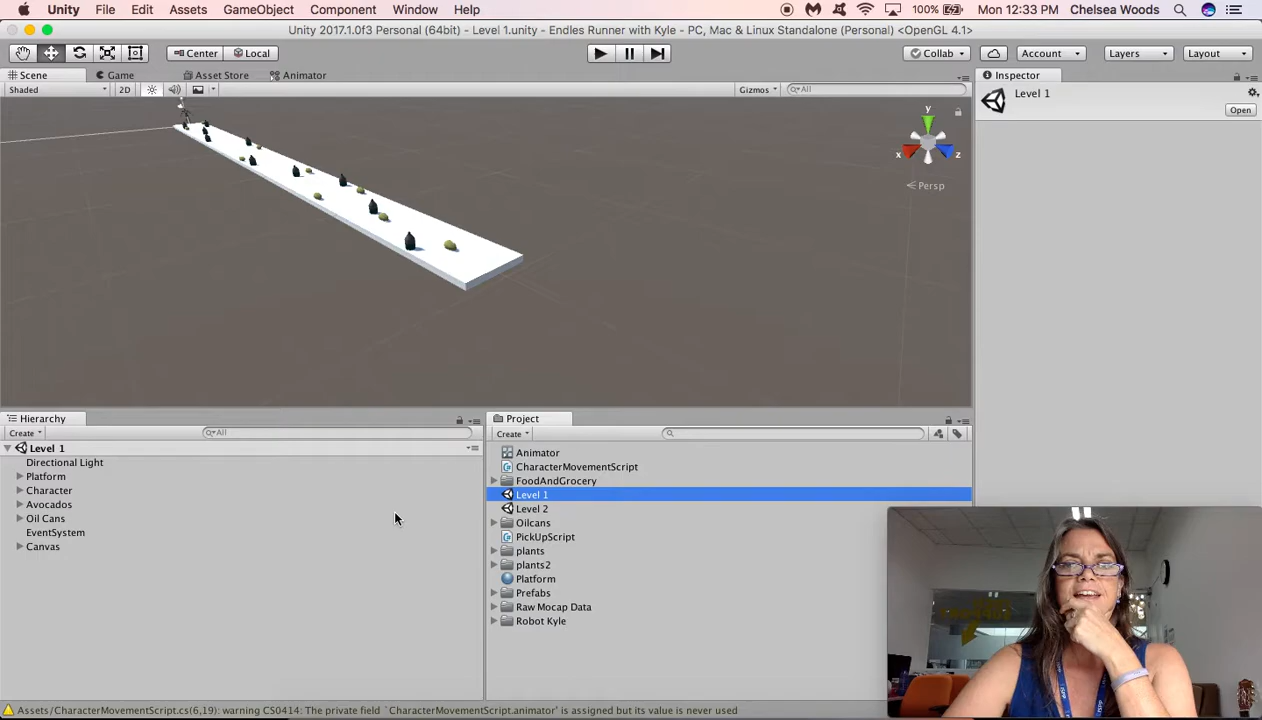 Unity File Edit Assets GameObject Component Window Help 100% Mon 12:33 PM Chelsea Woods
Unity 2017.1.0f3 Personal (64bit) - Level 1.unity - Endles Runner with Kyle - PC, Mac & Linux Standalone (Personal) <OpenGL 4.1>
Center Local Collab Account Layers Layout
Scene Game Asset Store Animator
Shaded 2D Gizmos All
y
x z
Persp
Inspector
Level 1
Open
Hierarchy
Create All
Level 1
Directional Light
Platform
Character
Avocados
Oil Cans
EventSystem
Canvas
Project
Create
Animator
CharacterMovementScript
FoodAndGrocery
Level 1
Level 2
Oilcans
PickUpScript
plants
plants2
Platform
Prefabs
Raw Mocap Data
Robot Kyle
Assets/CharacterMovementScript.cs(6,19): warning CS0414: The private field `CharacterMovementScript.animator' is assigned but its value is never used